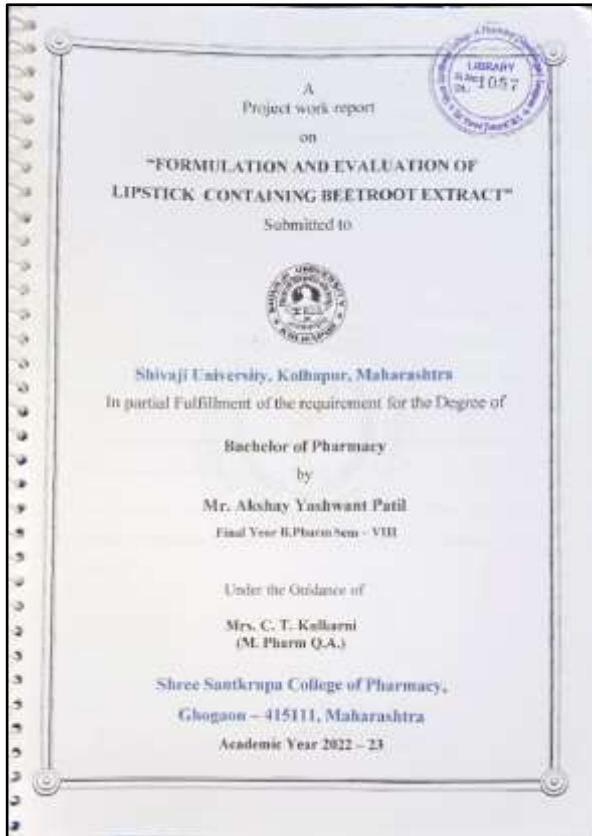 A
Project work report
on
"FORMULATION AND EVALUATION OF
LIPSTICK CONTAINING BEETROOT EXTRACT"
Submitted to
Shivaji University, Kolhapur, Maharashtra
In partial Fulfillment of the requirement for the Degree of
Bachelor of Pharmacy
by
Mr. Akshay Yashwant Patil
Final Year B.Pharm Sem – VIII
Under the Guidance of
Mrs. C. T. Kulkarni
(M. Pharm Q.A.)
Shree Santkrupa College of Pharmacy,
Ghogaon – 415111, Maharashtra
Academic Year 2022 – 23
LIBRARY
1057